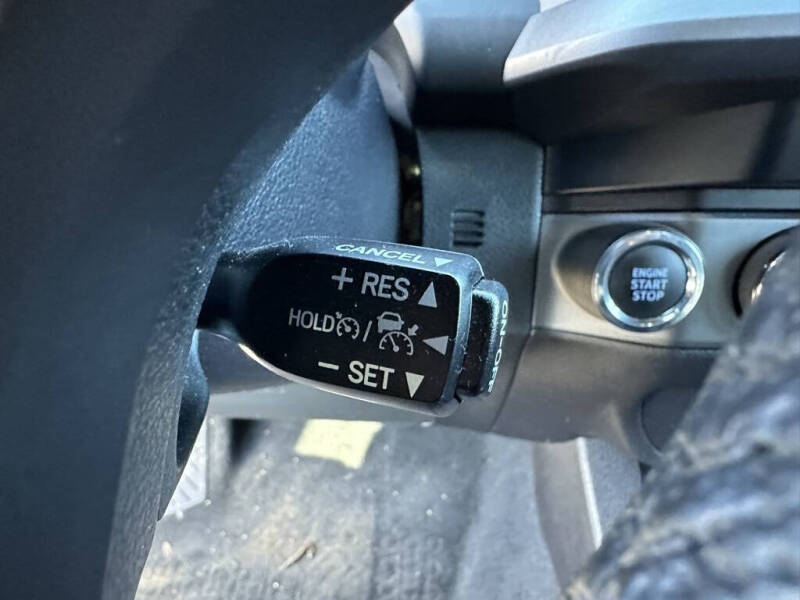 CANCEL▼
+ RES ▲
HOLD / ◀
− SET ▼
ON-OFF
ENGINE
START
STOP